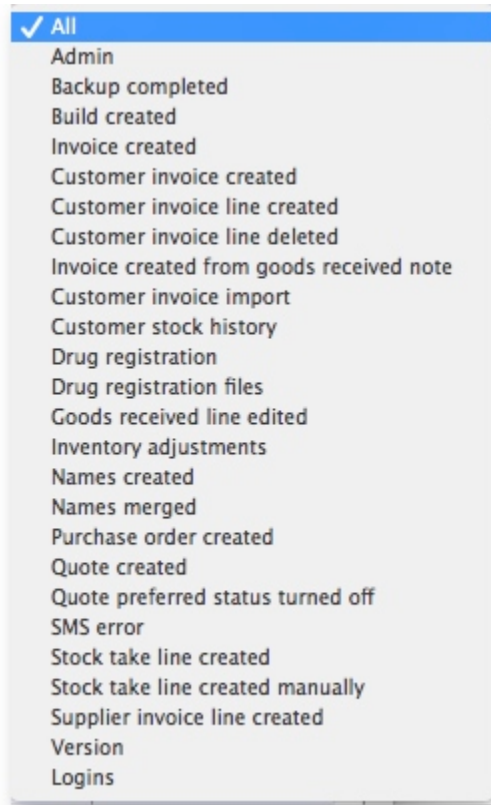 All
Admin
Backup completed
Build created
Invoice created
Customer invoice created
Customer invoice line created
Customer invoice line deleted
Invoice created from goods received note
Customer invoice import
Customer stock history
Drug registration
Drug registration files
Goods received line edited
Inventory adjustments
Names created
Names merged
Purchase order created
Quote created
Quote preferred status turned off
SMS error
Stock take line created
Stock take line created manually
Supplier invoice line created
Version
Logins